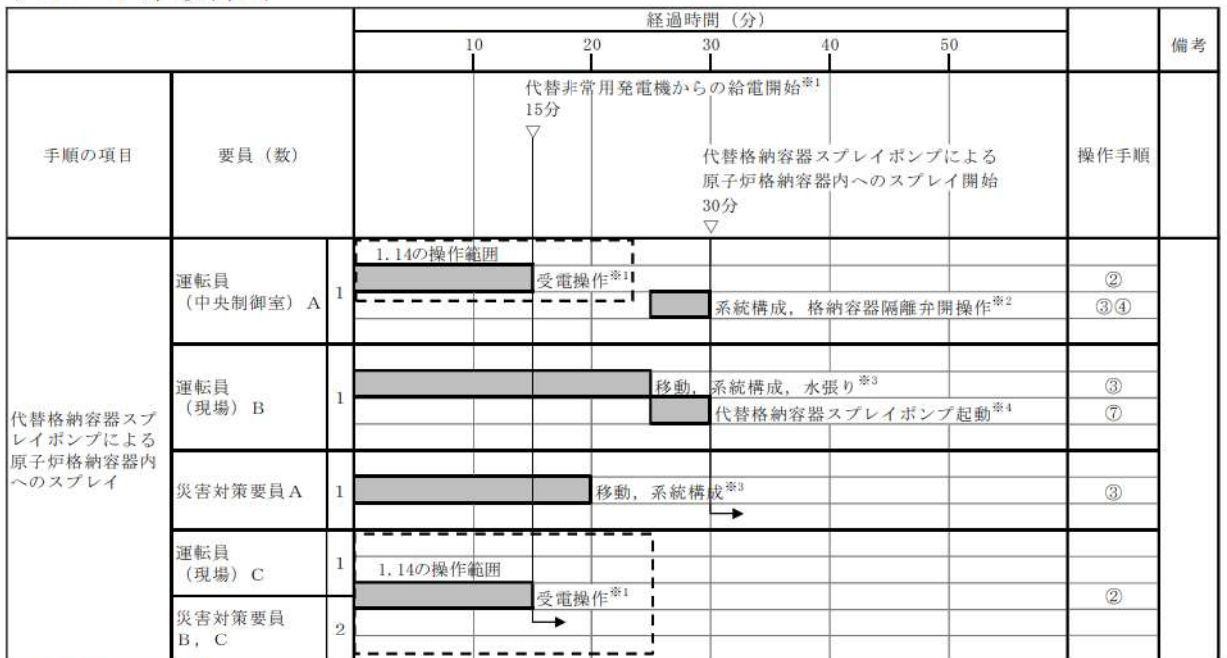 経過時間（分）
備考
10 20 30 40 50
手順の項目
要員（数）
代替非常用発電機からの給電開始※1
15分
▽
代替格納容器スプレイポンプによる
原子炉格納容器内へのスプレイ開始
30分
▽
操作手順
代替格納容器スプ
レイポンプによる
原子炉格納容器内
へのスプレイ
運転員
（中央制御室）A
1
1.14の操作範囲
受電操作※1
②
系統構成，格納容器隔離弁開操作※2
③④
運転員
（現場）B
1
移動，系統構成，水張り※3
③
代替格納容器スプレイポンプ起動※4
⑦
災害対策要員A
1
移動，系統構成※3
③
運転員
（現場）C
1
1.14の操作範囲
受電操作※1
②
災害対策要員
B，C
2